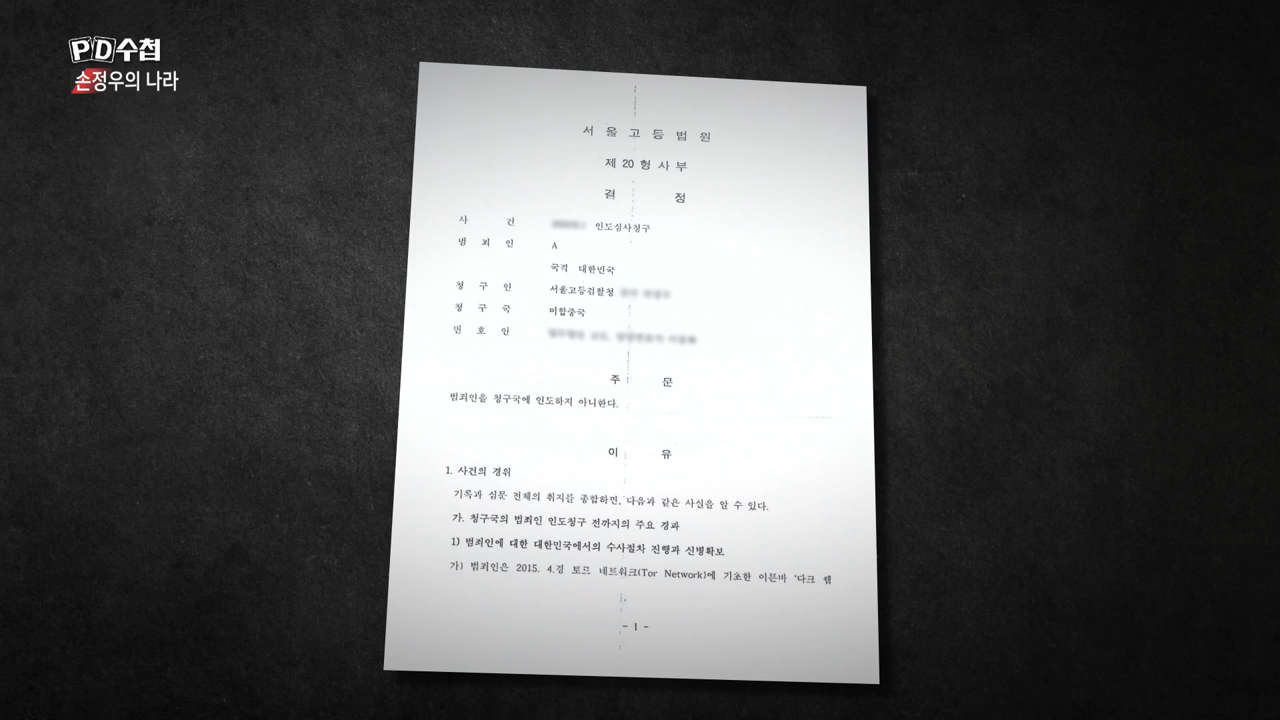 PD수첩
손정우의 나라
서 울 고 등 법 원
제 20 형 사 부
결 정
사 건 인도심사청구
범 죄 인 A
국적 대한민국
청 구 인 서울고등검찰청
청 구 국 미합중국
변 호 인
주 문
범죄인을 청구국에 인도하지 아니한다.
이 유
1. 사건의 경위
기록과 심문 전체의 취지를 종합하면, 다음과 같은 사실을 알 수 있다.
가. 청구국의 범죄인 인도청구 전까지의 주요 경과
1) 범죄인에 대한 대한민국에서의 수사절차 진행과 신병확보
가) 범죄인은 2015. 4.경 토르 네트워크(Tor Network)에 기초한 이른바 '다크 웹
- 1 -